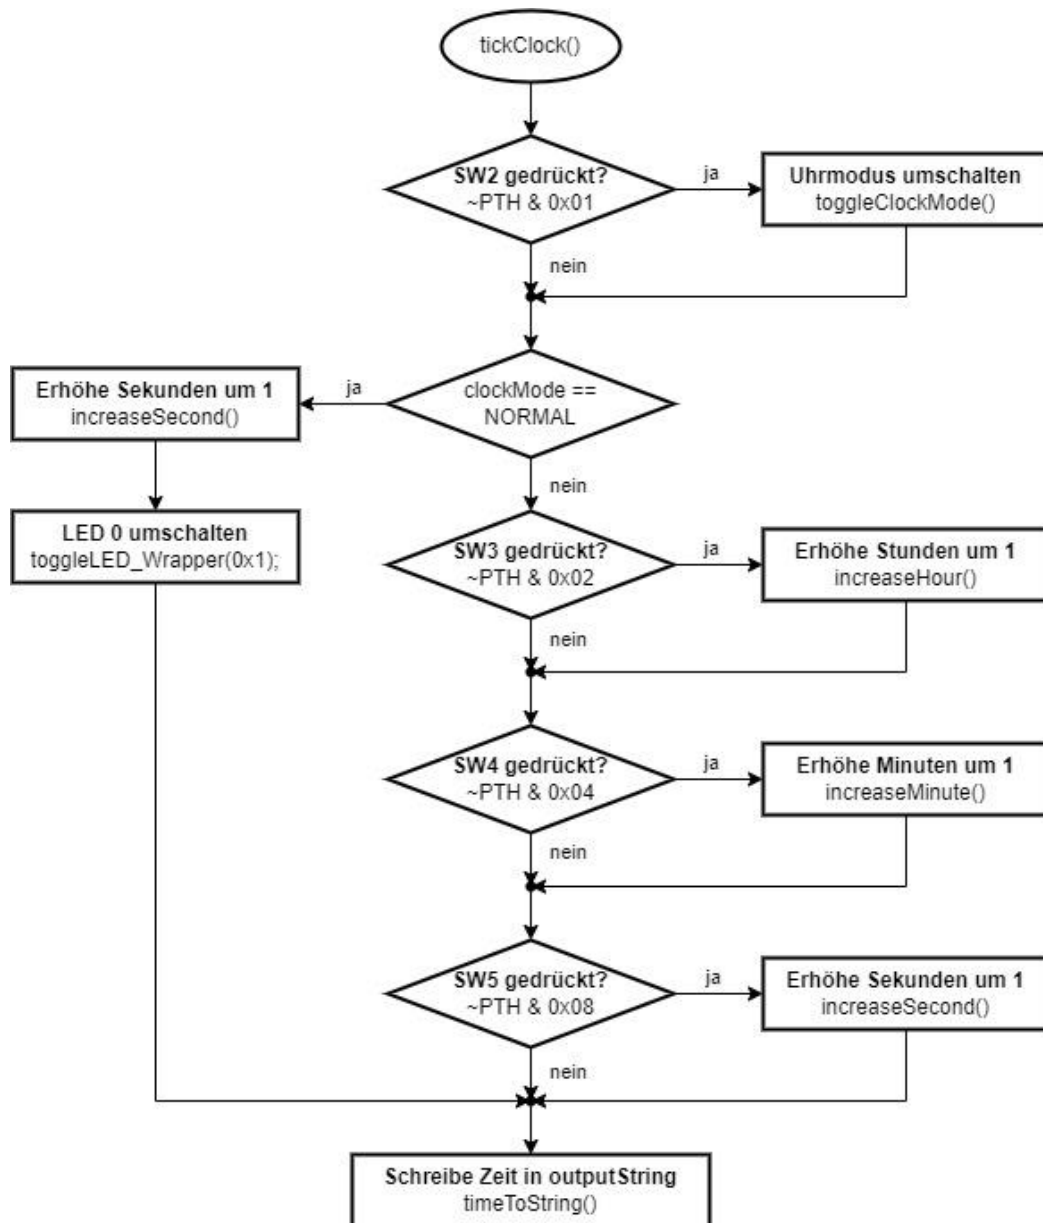 tickClock()
SW2 gedrückt?
~PTH & 0x01
ja
Uhrmodus umschalten
toggleClockMode()
nein
clockMode ==
NORMAL
ja
Erhöhe Sekunden um 1
increaseSecond()
LED 0 umschalten
toggleLED_Wrapper(0x1);
nein
SW3 gedrückt?
~PTH & 0x02
ja
Erhöhe Stunden um 1
increaseHour()
nein
SW4 gedrückt?
~PTH & 0x04
ja
Erhöhe Minuten um 1
increaseMinute()
nein
SW5 gedrückt?
~PTH & 0x08
ja
Erhöhe Sekunden um 1
increaseSecond()
nein
Schreibe Zeit in outputString
timeToString()